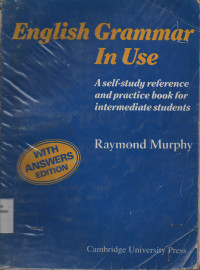 English Grammar
In Use
A self-study reference
and practice book for
intermediate students
Raymond Murphy
WITH
ANSWERS
EDITION
Cambridge University Press